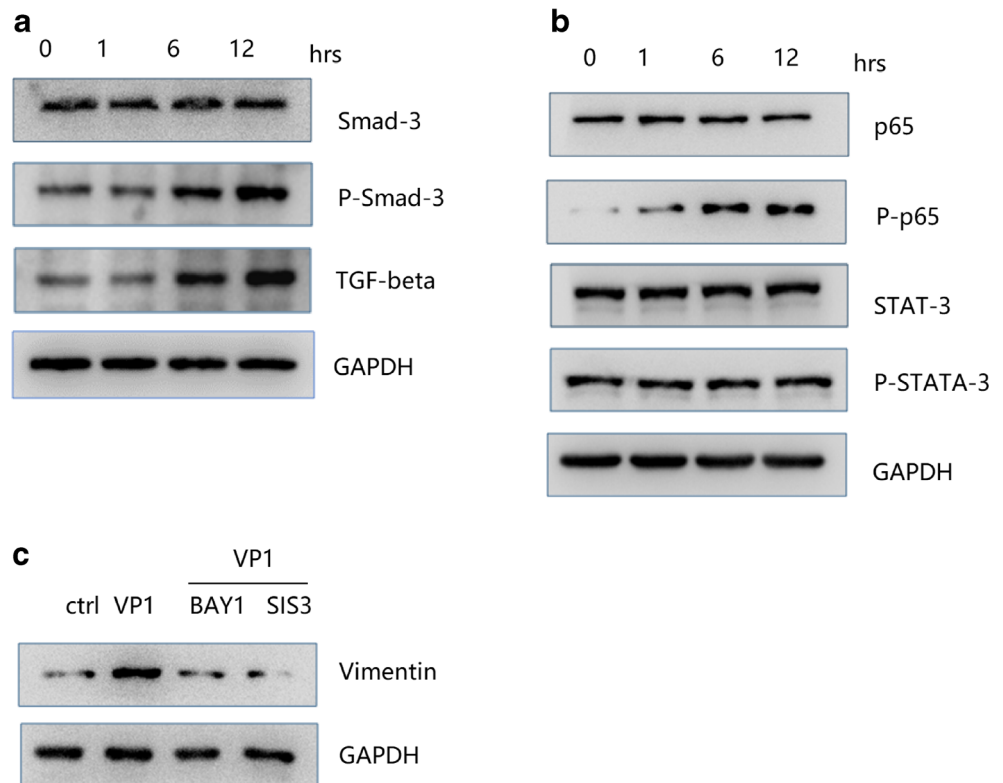 a
0 1 6 12 hrs
Smad-3
P-Smad-3
TGF-beta
GAPDH
b
0 1 6 12 hrs
p65
P-p65
STAT-3
P-STATA-3
GAPDH
c
VP1
ctrl VP1 BAY1 SIS3
Vimentin
GAPDH